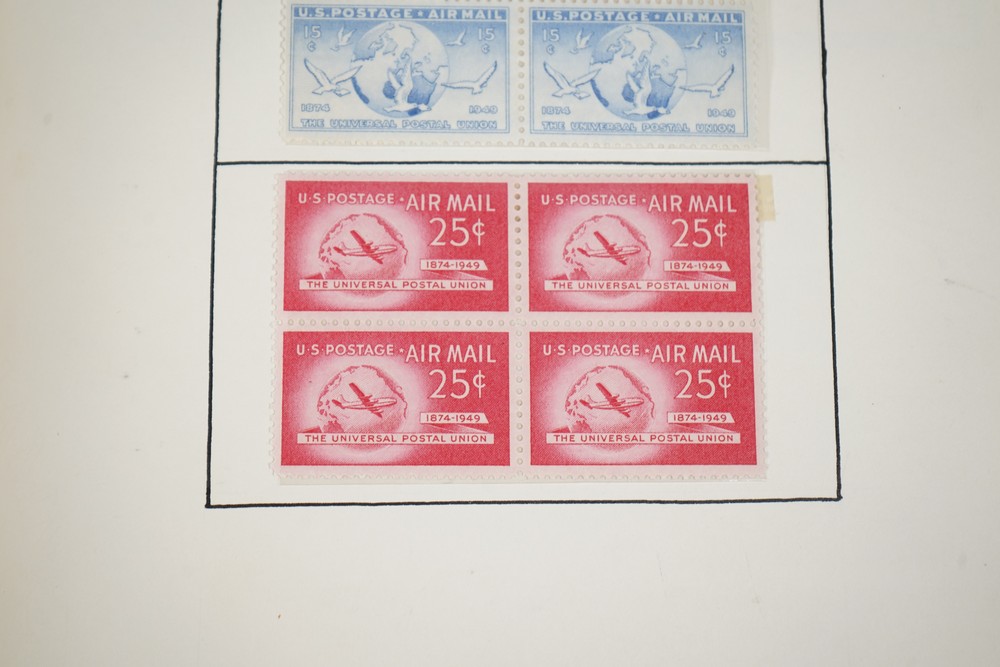 U.S. POSTAGE · AIR MAIL
15¢ 15¢
1874 1949
THE UNIVERSAL POSTAL UNION
U.S. POSTAGE · AIR MAIL
15¢ 15¢
1874 1949
THE UNIVERSAL POSTAL UNION
U·S·POSTAGE · AIR MAIL
25¢
1874-1949
THE UNIVERSAL POSTAL UNION
U·S·POSTAGE · AIR MAIL
25¢
1874-1949
THE UNIVERSAL POSTAL UNION
U·S·POSTAGE · AIR MAIL
25¢
1874-1949
THE UNIVERSAL POSTAL UNION
U·S·POSTAGE · AIR MAIL
25¢
1874-1949
THE UNIVERSAL POSTAL UNION